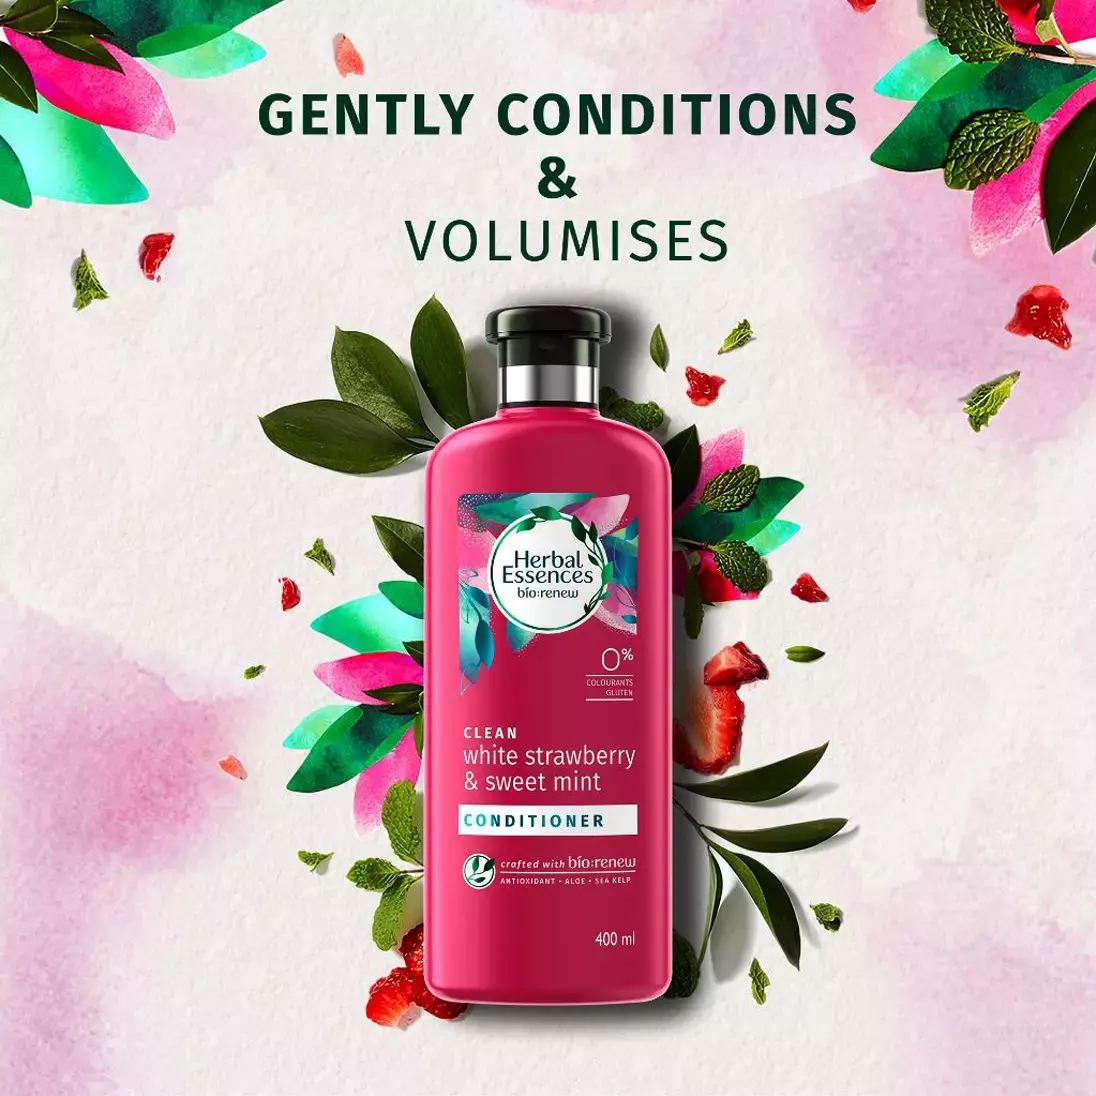 GENTLY CONDITIONS
&
VOLUMISES
Herbal
Essences
bio:renew
0%
COLOURANTS
GLUTEN
CLEAN
white strawberry
& sweet mint
CONDITIONER
crafted with bio:renew
ANTIOXIDANT • ALOE • SEA KELP
400 ml